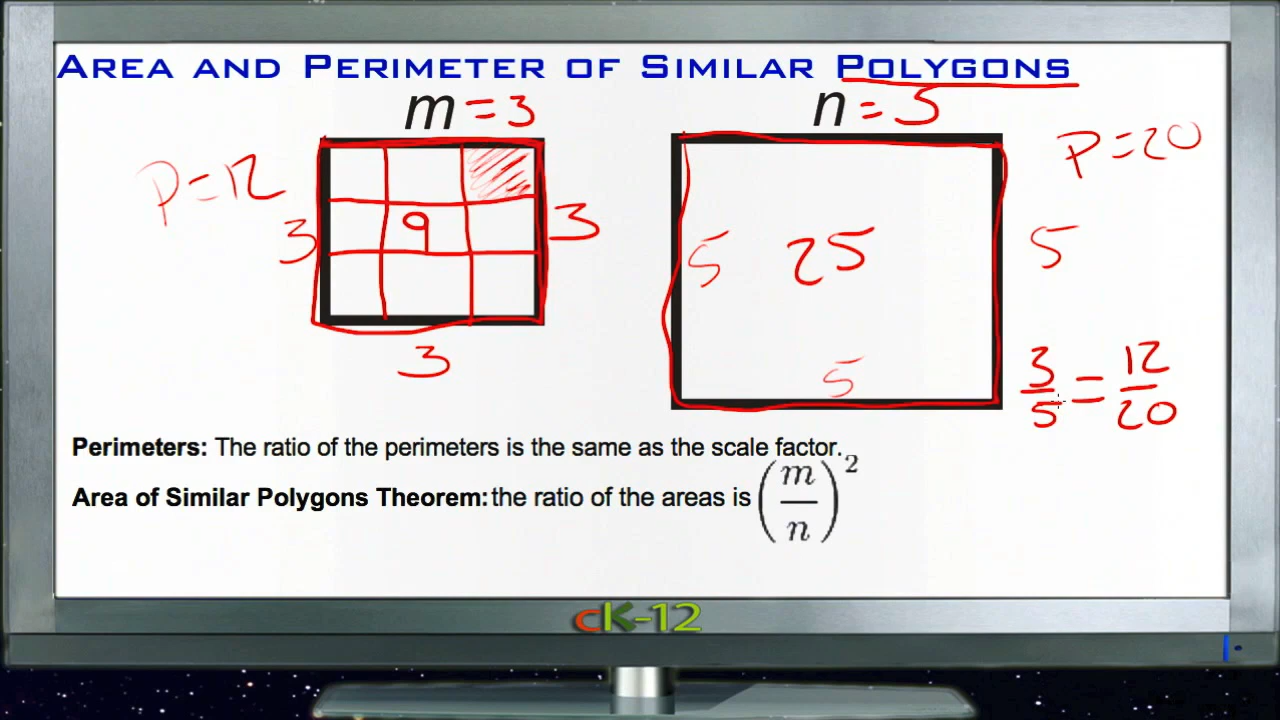 AREA AND PERIMETER OF SIMILAR POLYGONS
m = 3
n = 5
P = 12
P = 20
3
9
3
5
25
5
3
5
3/5 = 12/20
Perimeters: The ratio of the perimeters is the same as the scale factor.
Area of Similar Polygons Theorem: the ratio of the areas is (m/n)²
cK-12